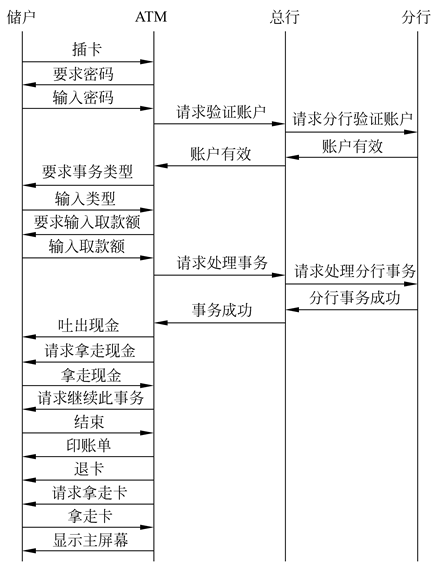 储户 ATM 总行 分行
插卡
要求密码
输入密码
请求验证账户
请求分行验证账户
账户有效
账户有效
要求事务类型
输入类型
要求输入取款额
输入取款额
请求处理事务
请求处理分行事务
分行事务成功
事务成功
吐出现金
请求拿走现金
拿走现金
请求继续此事务
结束
印账单
退卡
请求拿走卡
拿走卡
显示主屏幕